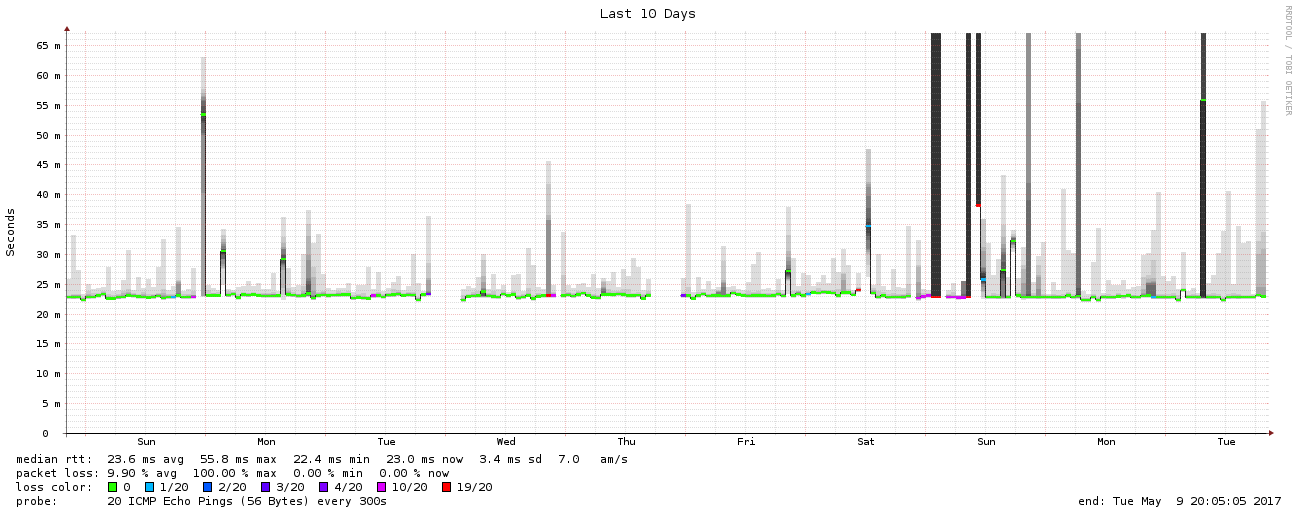 Last 10 Days
RRDTOOL / TOBI OETIKER
Seconds
65 m
60 m
55 m
50 m
45 m
40 m
35 m
30 m
25 m
20 m
15 m
10 m
5 m
0
Sun Mon Tue Wed Thu Fri Sat Sun Mon Tue
median rtt: 23.6 ms avg 55.8 ms max 22.4 ms min 23.0 ms now 3.4 ms sd 7.0 am/s
packet loss: 9.90 % avg 100.00 % max 0.00 % min 0.00 % now
loss color: 0 1/20 2/20 3/20 4/20 10/20 19/20
probe: 20 ICMP Echo Pings (56 Bytes) every 300s end: Tue May 9 20:05:05 2017